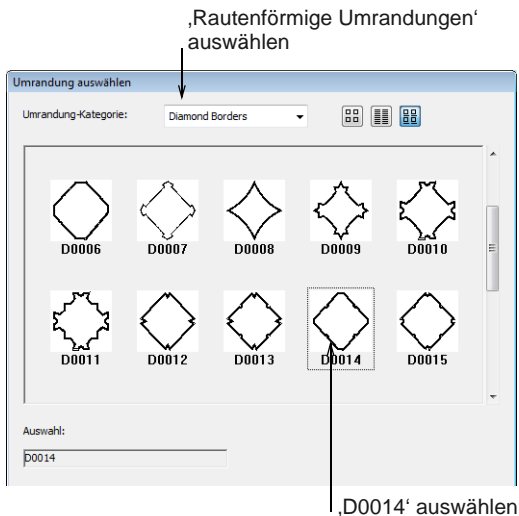 ‚Rautenförmige Umrandungen‘
auswählen
Umrandung auswählen
Umrandung-Kategorie:
Diamond Borders
D0006 D0007 D0008 D0009 D0010
D0011 D0012 D0013 D0014 D0015
Auswahl:
D0014
‚D0014‘ auswählen